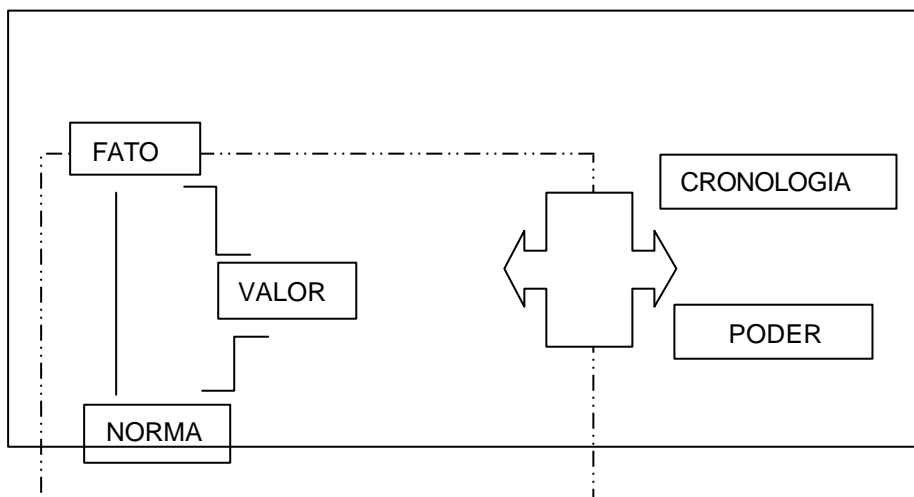 FATO
CRONOLOGIA
VALOR
PODER
NORMA